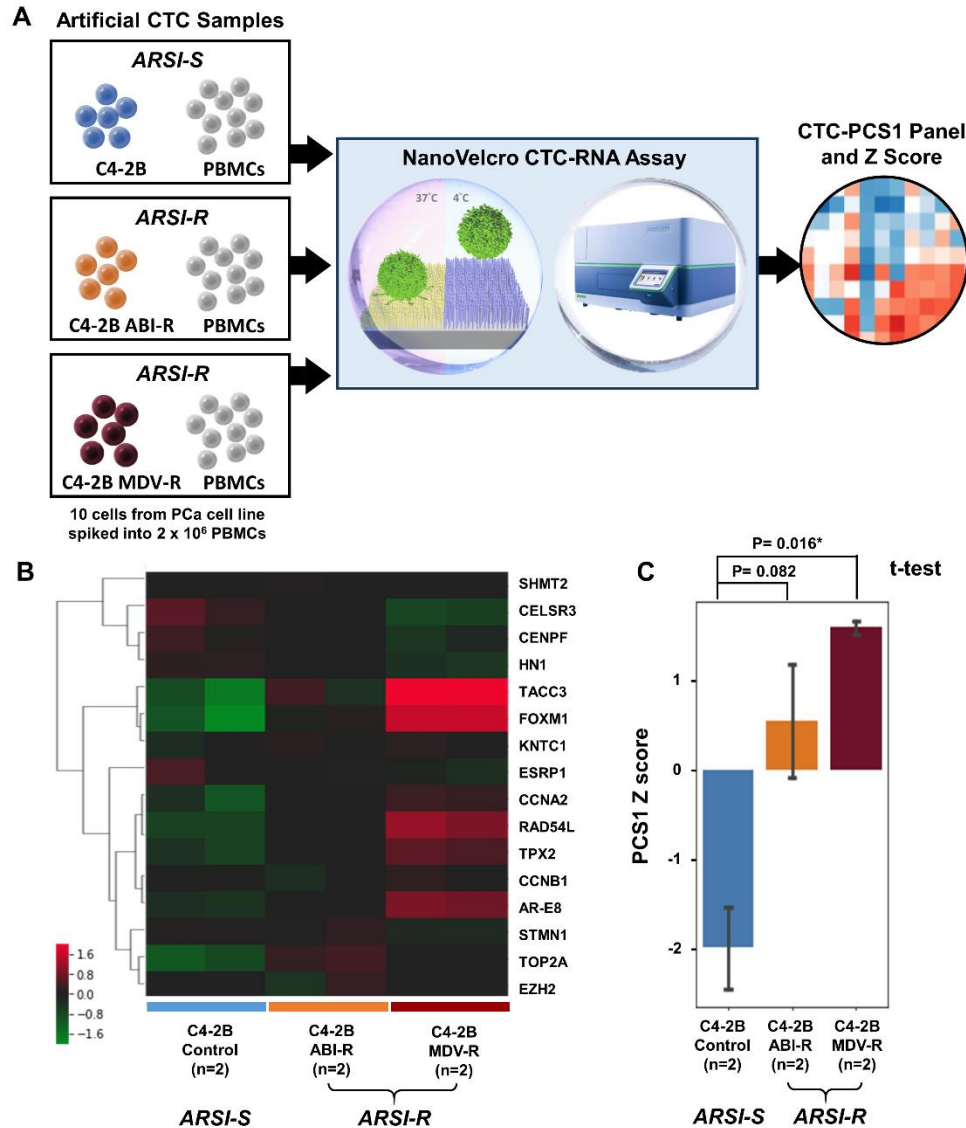 A
Artificial CTC Samples
ARSI-S
C4-2B PBMCs
ARSI-R
C4-2B ABI-R PBMCs
ARSI-R
C4-2B MDV-R PBMCs
10 cells from PCa cell line
spiked into 2 x 10⁶ PBMCs
NanoVelcro CTC-RNA Assay
37°C 4°C
CTC-PCS1 Panel
and Z Score
B
SHMT2
CELSR3
CENPF
HN1
TACC3
FOXM1
KNTC1
ESRP1
CCNA2
RAD54L
TPX2
CCNB1
AR-E8
STMN1
TOP2A
EZH2
1.6
0.8
0.0
−0.8
−1.6
C4-2B
Control
(n=2)
C4-2B
ABI-R
(n=2)
C4-2B
MDV-R
(n=2)
ARSI-S ARSI-R
C
P= 0.016*
P= 0.082
t-test
PCS1 Z score
1
0
-1
-2
C4-2B
Control
(n=2)
C4-2B
ABI-R
(n=2)
C4-2B
MDV-R
(n=2)
ARSI-S ARSI-R